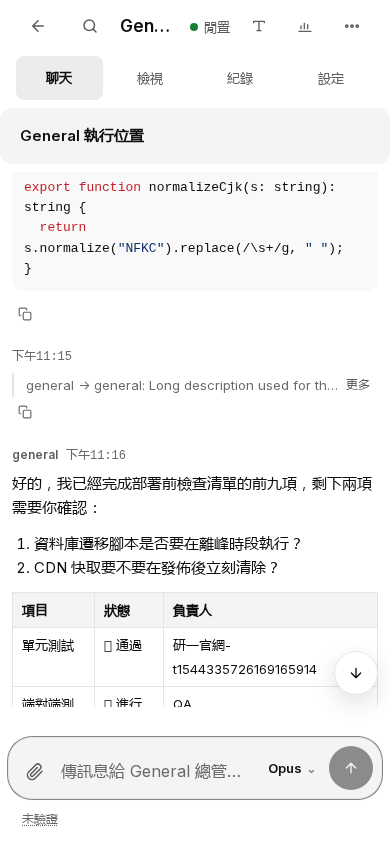 Gen…
閒置
聊天
檢視
紀錄
設定
General 執行位置
export function normalizeCjk(s: string):
string {
return
s.normalize("NFKC").replace(/\s+/g, " ");
}
下午11:15
general → general: Long description used for th… 更多
general 下午11:16
好的，我已經完成部署前檢查清單的前九項，剩下兩項
需要你確認：
1. 資料庫遷移腳本是否要在離峰時段執行？
2. CDN 快取要不要在發佈後立刻清除？
項目 狀態 負責人
單元測試 通過 研一官網-
t1544335726169165914
端對端測 進行 QA
傳訊息給 General 總管… Opus
未驗證